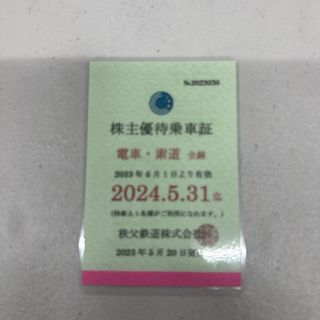 №2023036
株主優待乗車証
電車・索道 全線
2023年6月1日より有効
2024.5.31迄
(持参人1名様がご利用になれます。)
秩父鉄道株式会社
2023年5月20日発